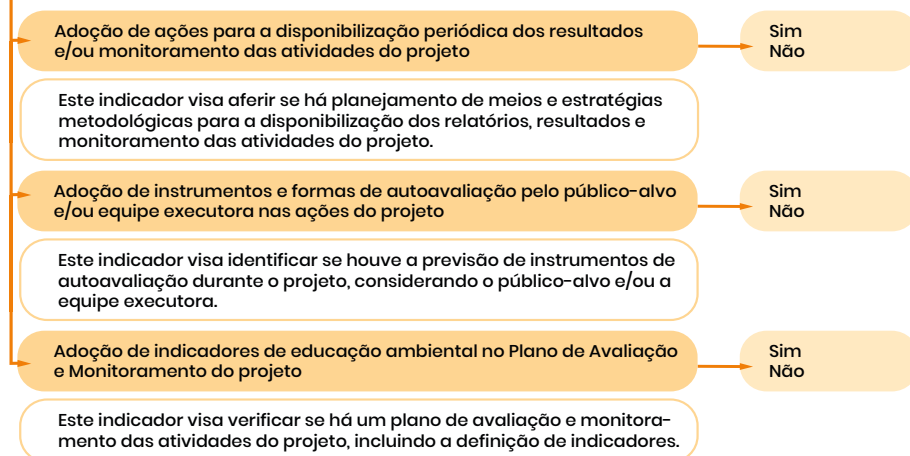 Adoção de ações para a disponibilização periódica dos resultados
e/ou monitoramento das atividades do projeto
Sim
Não
Este indicador visa aferir se há planejamento de meios e estratégias
metodológicas para a disponibilização dos relatórios, resultados e
monitoramento das atividades do projeto.
Adoção de instrumentos e formas de autoavaliação pelo público-alvo
e/ou equipe executora nas ações do projeto
Sim
Não
Este indicador visa identificar se houve a previsão de instrumentos de
autoavaliação durante o projeto, considerando o público-alvo e/ou a
equipe executora.
Adoção de indicadores de educação ambiental no Plano de Avaliação
e Monitoramento do projeto
Sim
Não
Este indicador visa verificar se há um plano de avaliação e monitora-
mento das atividades do projeto, incluindo a definição de indicadores.